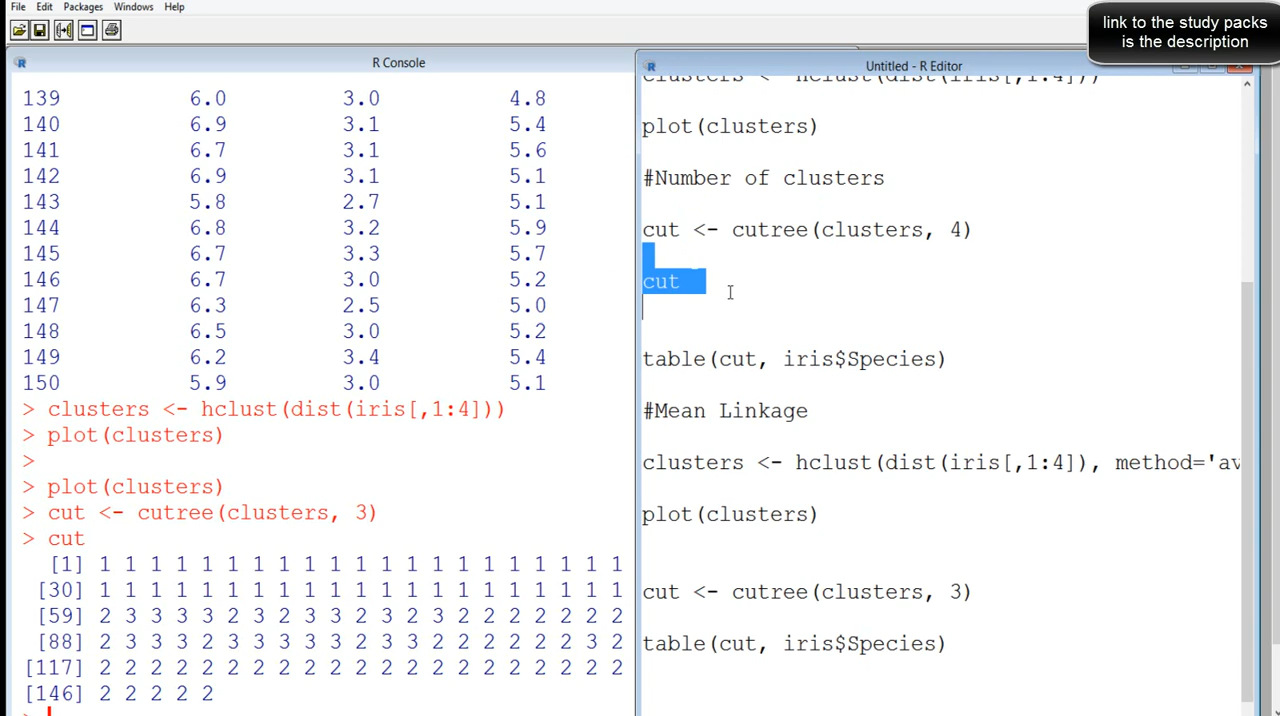 File Edit Packages Windows Help
link to the study packs
is the description
R Console
139 6.0 3.0 4.8
140 6.9 3.1 5.4
141 6.7 3.1 5.6
142 6.9 3.1 5.1
143 5.8 2.7 5.1
144 6.8 3.2 5.9
145 6.7 3.3 5.7
146 6.7 3.0 5.2
147 6.3 2.5 5.0
148 6.5 3.0 5.2
149 6.2 3.4 5.4
150 5.9 3.0 5.1
> clusters <- hclust(dist(iris[,1:4]))
> plot(clusters)
>
> plot(clusters)
> cut <- cutree(clusters, 3)
> cut
[1] 1 1 1 1 1 1 1 1 1 1 1 1 1 1 1 1 1 1 1 1 1
[30] 1 1 1 1 1 1 1 1 1 1 1 1 1 1 1 1 1 1 1 1 1
[59] 2 3 3 3 3 2 3 2 3 3 2 3 2 3 2 2 2 2 2 2 2
[88] 2 3 3 3 2 3 3 3 3 3 2 3 3 2 2 2 2 2 2 3 2
[117] 2 2 2 2 2 2 2 2 2 2 2 2 2 2 2 2 2 2 2 2 2
[146] 2 2 2 2 2
>
Untitled - R Editor
clusters <- hclust(dist(iris[,1:4]))
plot(clusters)
#Number of clusters
cut <- cutree(clusters, 4)
cut
table(cut, iris$Species)
#Mean Linkage
clusters <- hclust(dist(iris[,1:4]), method='av
plot(clusters)
cut <- cutree(clusters, 3)
table(cut, iris$Species)